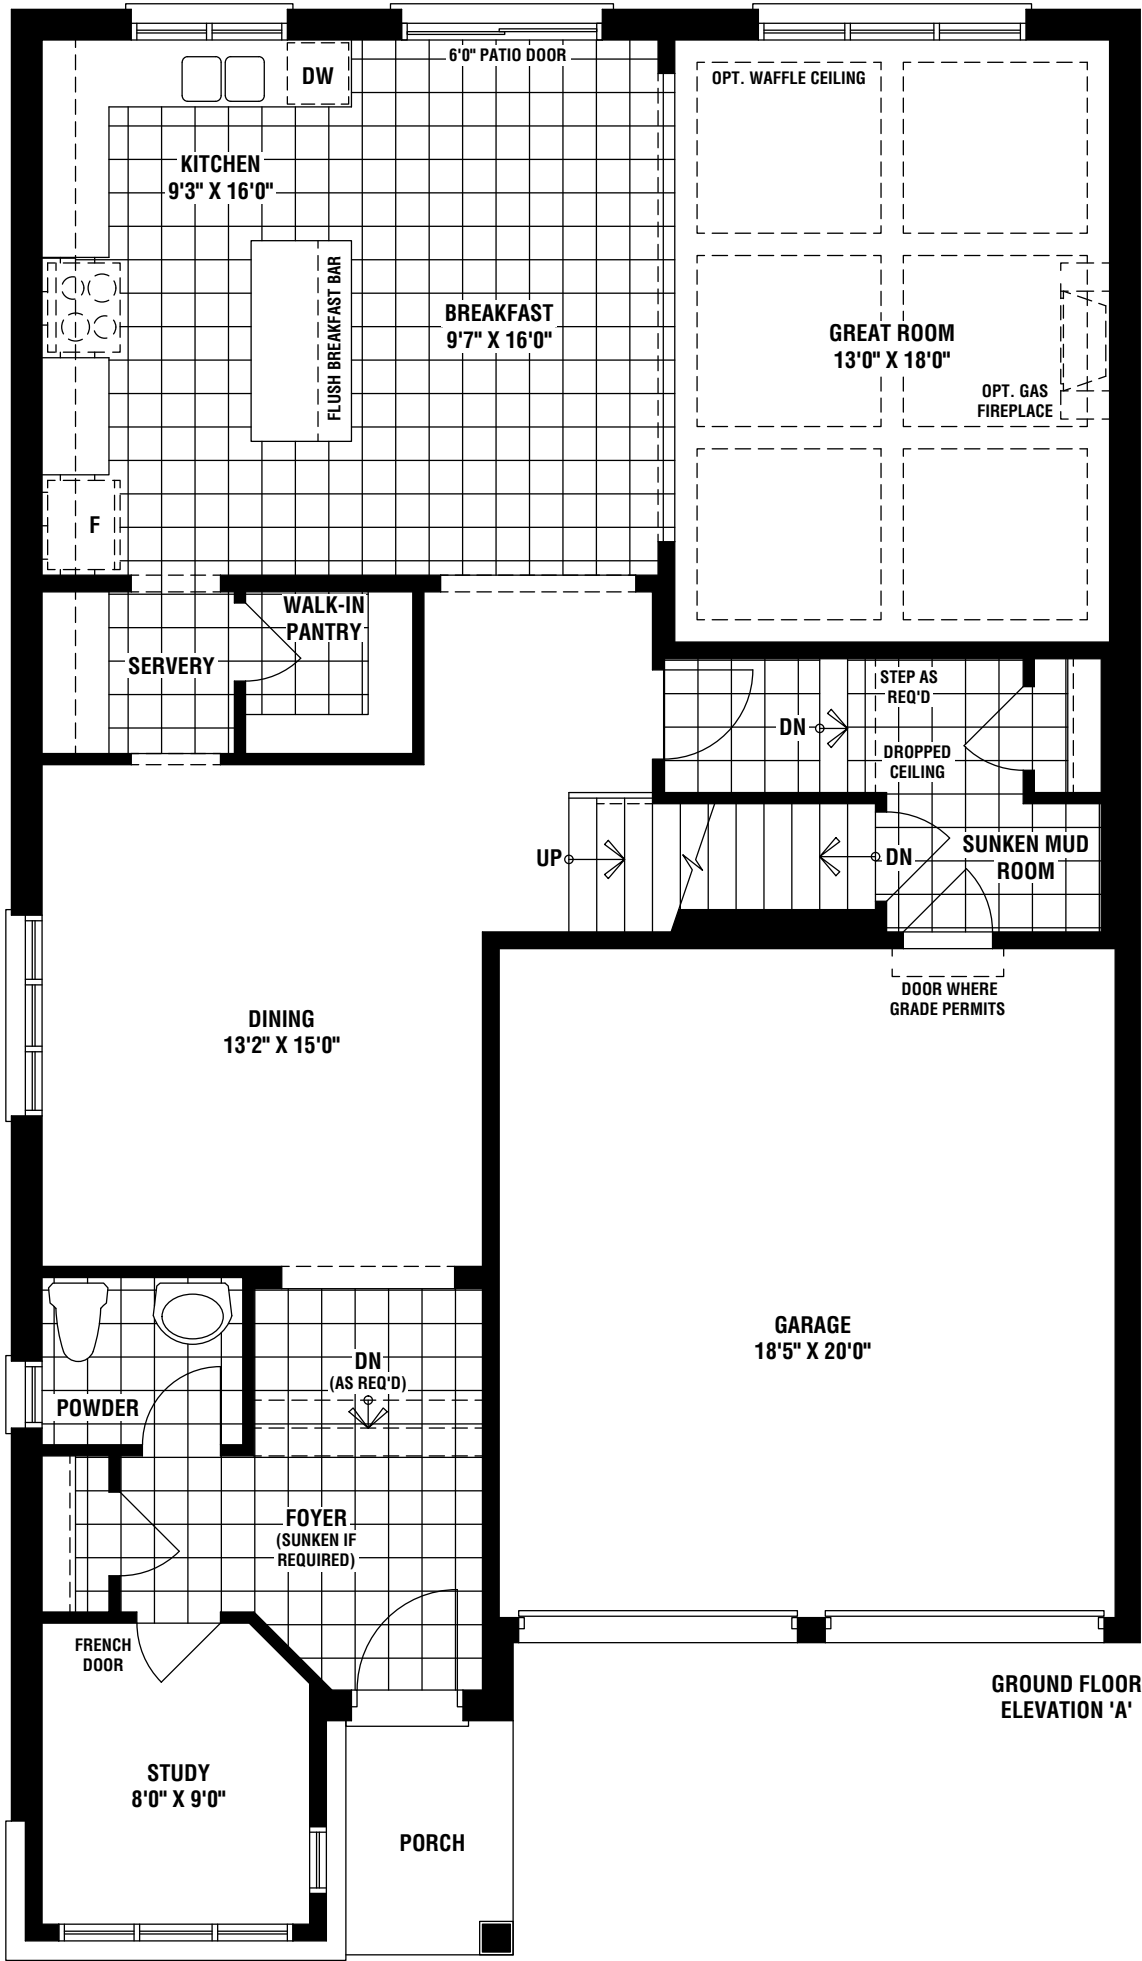 6'0" PATIO DOOR
DW
OPT. WAFFLE CEILING
KITCHEN
9'3" X 16'0"
FLUSH BREAKFAST BAR
BREAKFAST
9'7" X 16'0"
GREAT ROOM
13'0" X 18'0"
OPT. GAS
FIREPLACE
F
WALK-IN
PANTRY
SERVERY
STEP AS
REQ'D
DN
DROPPED
CEILING
UP
DN
SUNKEN MUD
ROOM
DOOR WHERE
GRADE PERMITS
DINING
13'2" X 15'0"
GARAGE
18'5" X 20'0"
DN
(AS REQ'D)
POWDER
FOYER
(SUNKEN IF
REQUIRED)
FRENCH
DOOR
GROUND FLOOR
ELEVATION 'A'
STUDY
8'0" X 9'0"
PORCH